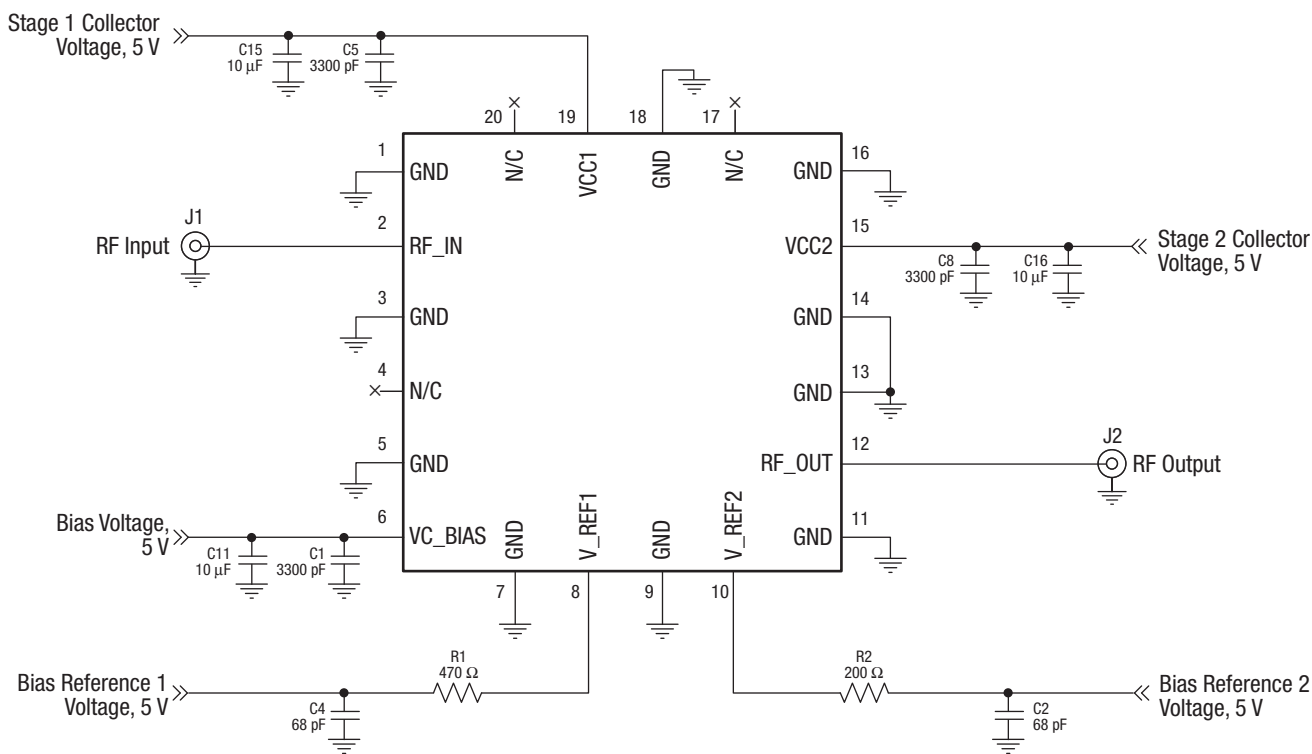 Stage 1 Collector
Voltage, 5 V
C15
10 μF
C5
3300 pF
20
19
18
17
N/C
VCC1
GND
N/C
1
GND
16
GND
J1
RF Input
2
RF_IN
15
VCC2
C8
3300 pF
C16
10 μF
Stage 2 Collector
Voltage, 5 V
3
GND
14
GND
4
N/C
13
GND
5
GND
12
RF_OUT
J2
RF Output
Bias Voltage,
5 V
C11
10 μF
C1
3300 pF
6
VC_BIAS
GND
V_REF1
GND
V_REF2
11
GND
7
8
9
10
Bias Reference 1
Voltage, 5 V
C4
68 pF
R1
470 Ω
R2
200 Ω
C2
68 pF
Bias Reference 2
Voltage, 5 V